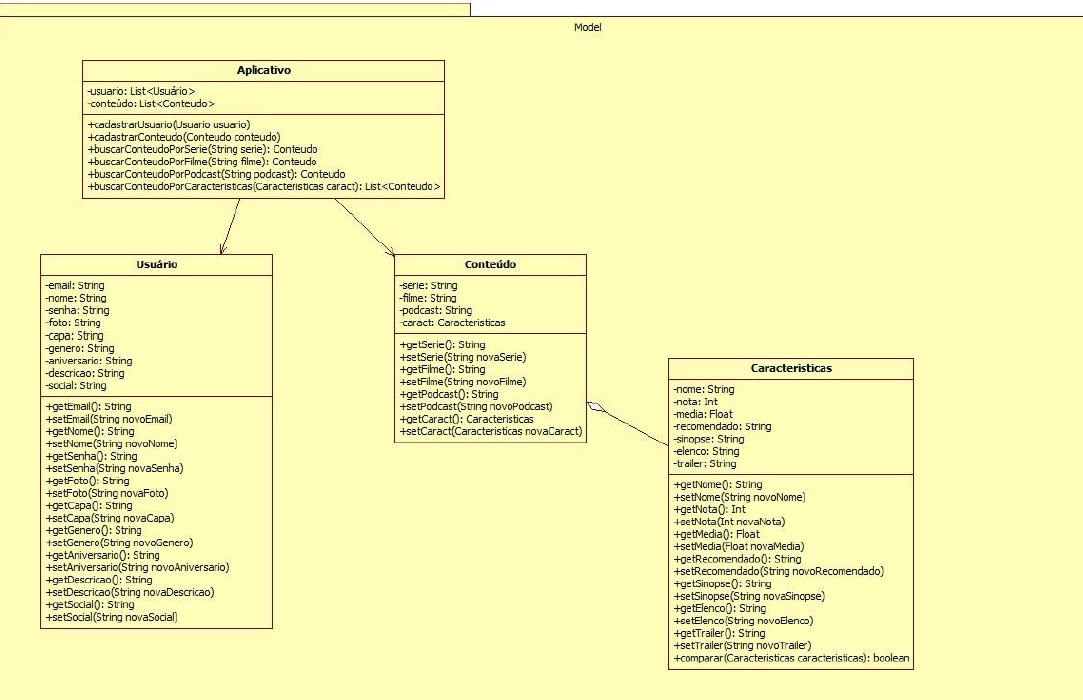 Model
Aplicativo
-usuario: List<Usuário>
-conteúdo: List<Conteudo>
+cadastrarUsuario(Usuario usuario)
+cadastrarConteudo(Conteudo conteudo)
+buscarConteudoPorSerie(String serie): Conteudo
+buscarConteudoPorFilme(String filme): Conteudo
+buscarConteudoPorPodcast(String podcast): Conteudo
+buscarConteudoPorCaracteristicas(Caracteristicas caract): List<Conteudo>
Usuário
-email: String
-nome: String
-senha: String
-foto: String
-capa: String
-genero: String
-aniversario: String
-descricao: String
-social: String
+getEmail(): String
+setEmail(String novoEmail)
+getNome(): String
+setNome(String novoNome)
+getSenha(): String
+setSenha(String novaSenha)
+getFoto(): String
+setFoto(String novaFoto)
+getCapa(): String
+setCapa(String novaCapa)
+getGenero(): String
+setGenero(String novoGenero)
+getAniversario(): String
+setAniversario(String novoAniversario)
+getDescricao(): String
+setDescricao(String novaDescricao)
+getSocial(): String
+setSocial(String novaSocial)
Conteúdo
-serie: String
-filme: String
-podcast: String
-caract: Caracteristicas
+getSerie(): String
+setSerie(String novaSerie)
+getFilme(): String
+setFilme(String novoFilme)
+getPodcast(): String
+setPodcast(String novoPodcast)
+getCaract(): Caracteristicas
+setCaract(Caracteristicas novaCaract)
Caracteristicas
-nome: String
-nota: Int
-media: Float
-recomendado: String
-sinopse: String
-elenco: String
-trailer: String
+getNome(): String
+setNome(String novoNome)
+getNota(): Int
+setNota(Int novaNota)
+getMedia(): Float
+setMedia(Float novaMedia)
+getRecomendado(): String
+setRecomendado(String novoRecomendado)
+getSinopse(): String
+setSinopse(String novaSinopse)
+getElenco(): String
+setElenco(String novoElenco)
+getTrailer(): String
+setTrailer(String novoTrailer)
+comparar(Caracteristicas caracteristicas): boolean